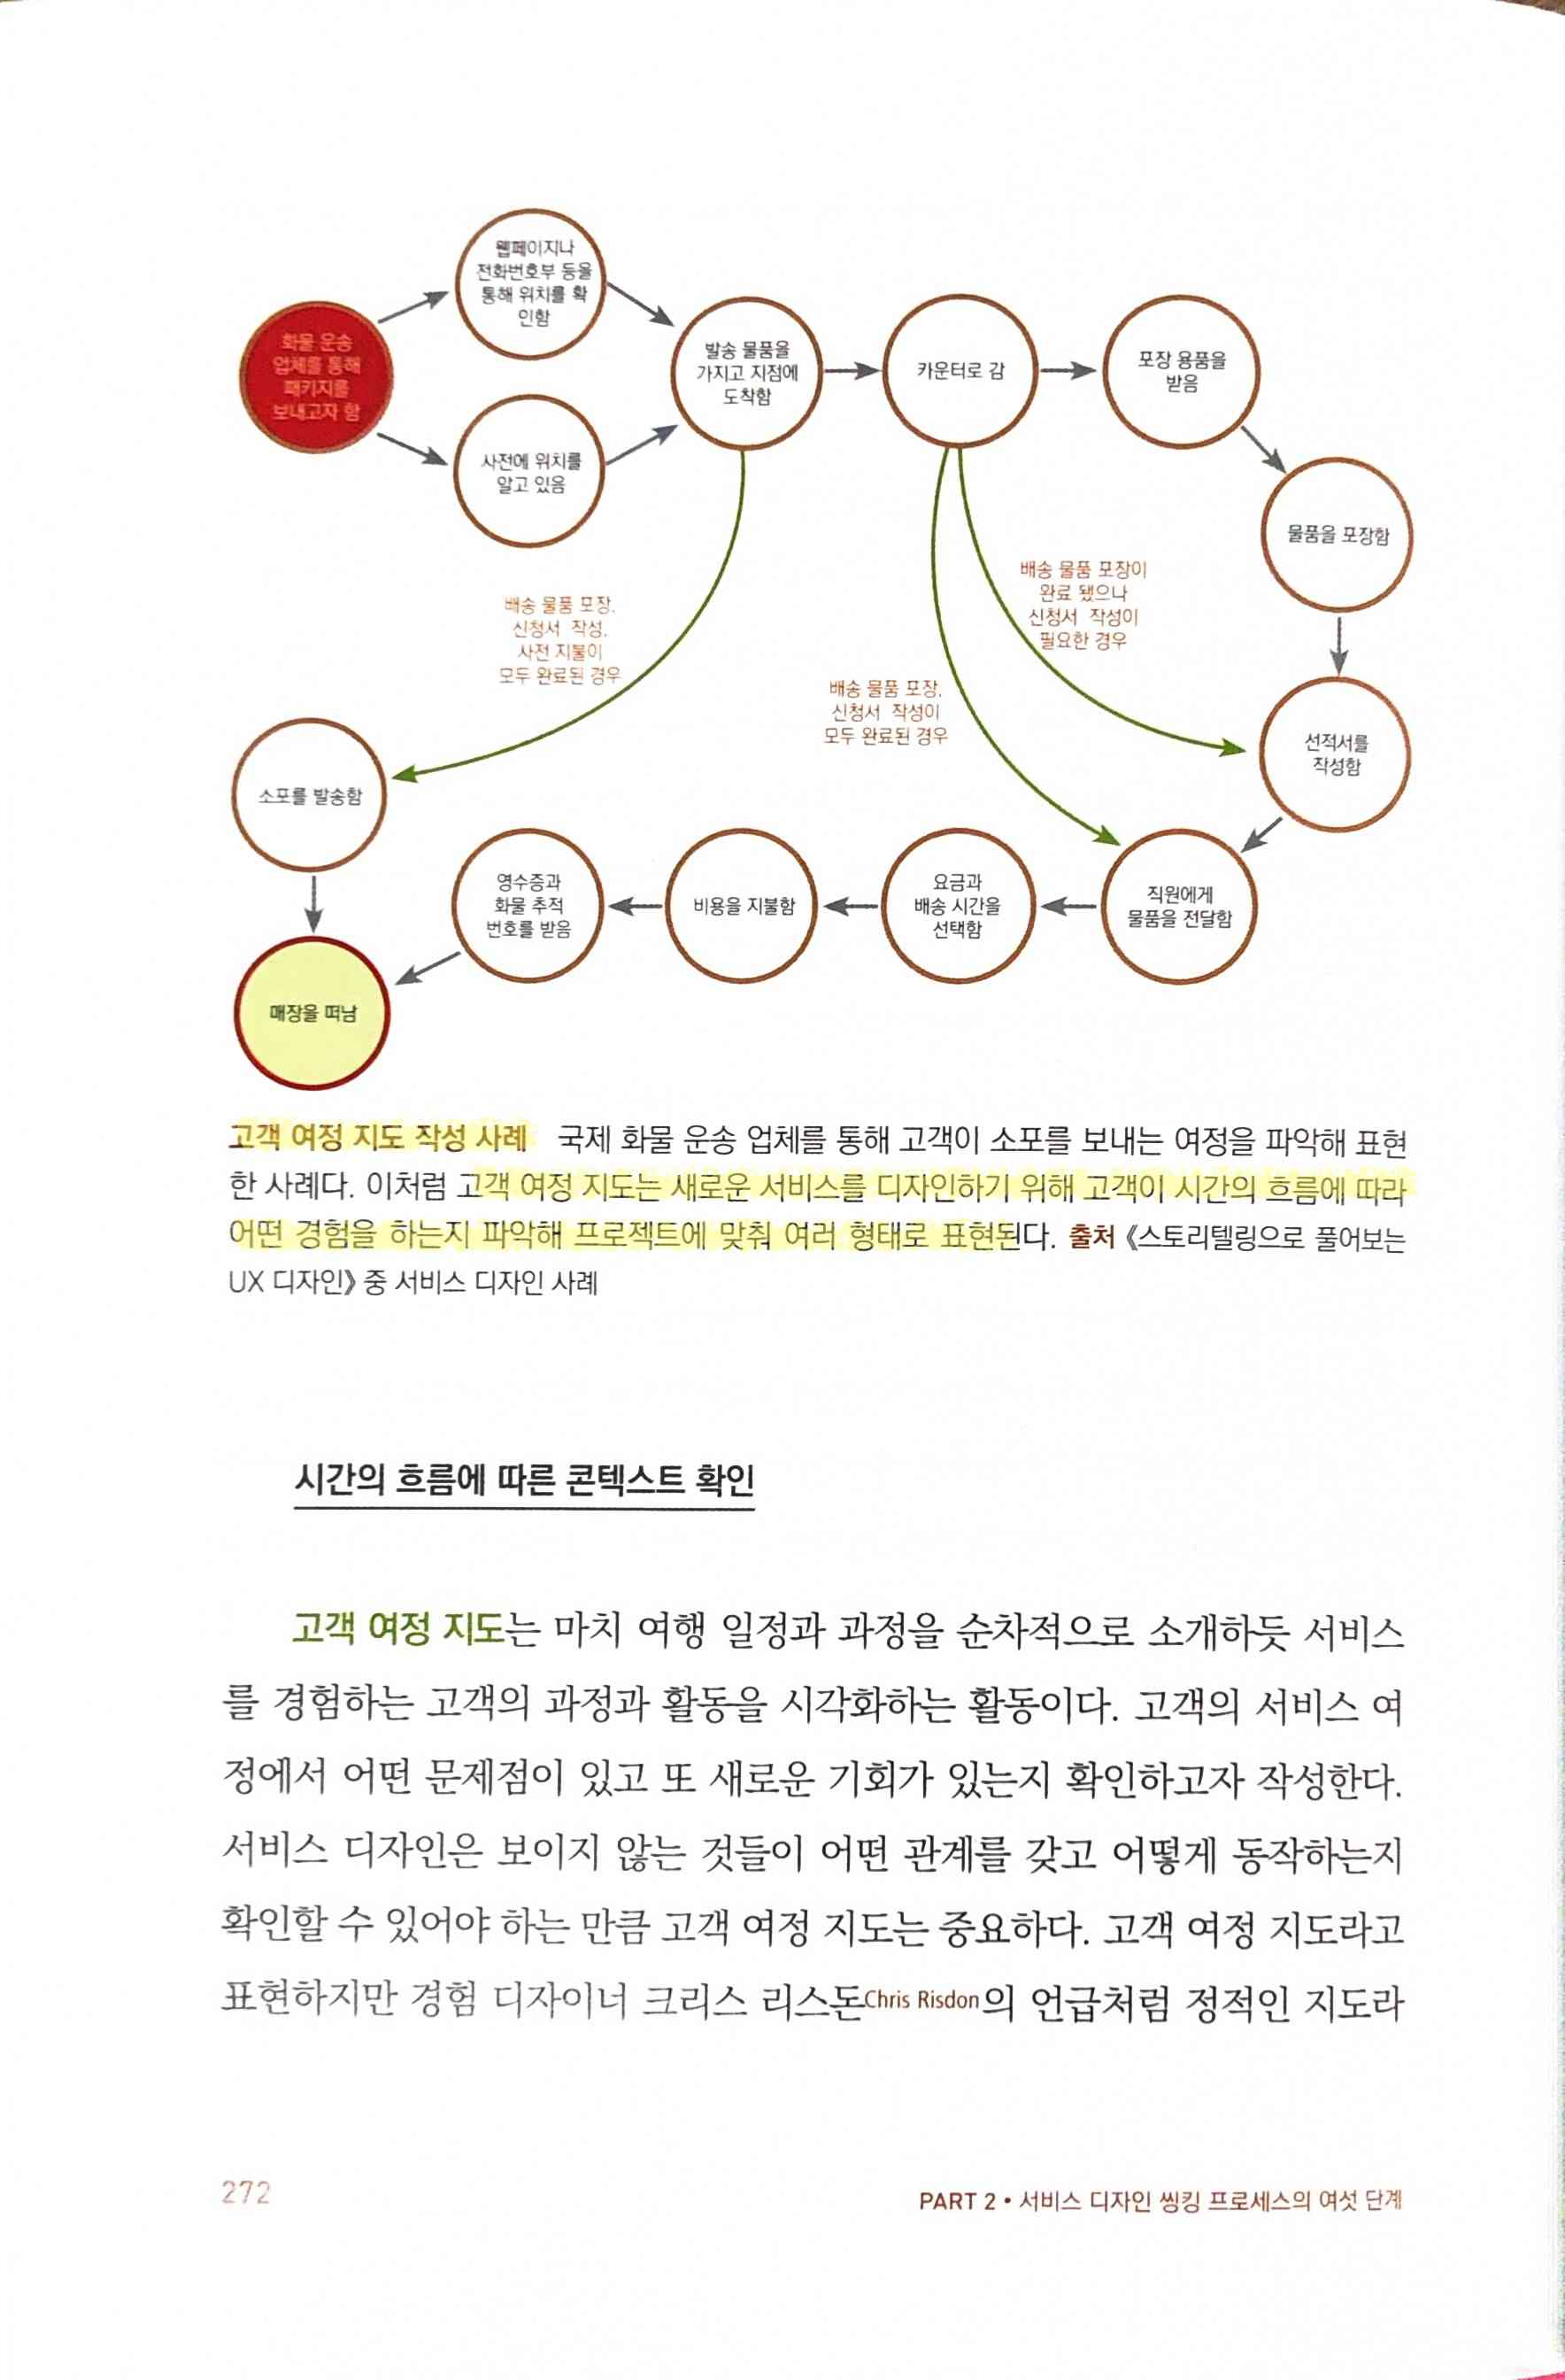 웹페이지나
전화번호부 등을
통해 위치를 확
인함
화물 운송
업체를 통해
패키지를
보내고자 함
사전에 위치를
알고 있음
발송 물품을
가지고 지점에
도착함
카운터로 감
포장 용품을
받음
물품을 포장함
배송 물품 포장이
완료 됐으나
신청서 작성이
필요한 경우
배송 물품 포장,
신청서 작성,
사전 지불이
모두 완료된 경우
배송 물품 포장,
신청서 작성이
모두 완료된 경우
선적서를
작성함
소포를 발송함
영수증과
화물 추적
번호를 받음
비용을 지불함
요금과
배송 시간을
선택함
직원에게
물품을 전달함
매장을 떠남
고객 여정 지도 작성 사례 국제 화물 운송 업체를 통해 고객이 소포를 보내는 여정을 파악해 표현
한 사례다. 이처럼 고객 여정 지도는 새로운 서비스를 디자인하기 위해 고객이 시간의 흐름에 따라
어떤 경험을 하는지 파악해 프로젝트에 맞춰 여러 형태로 표현된다. 출처 《스토리텔링으로 풀어보는
UX 디자인》 중 서비스 디자인 사례
시간의 흐름에 따른 콘텍스트 확인
고객 여정 지도는 마치 여행 일정과 과정을 순차적으로 소개하듯 서비스
를 경험하는 고객의 과정과 활동을 시각화하는 활동이다. 고객의 서비스 여
정에서 어떤 문제점이 있고 또 새로운 기회가 있는지 확인하고자 작성한다.
서비스 디자인은 보이지 않는 것들이 어떤 관계를 갖고 어떻게 동작하는지
확인할 수 있어야 하는 만큼 고객 여정 지도는 중요하다. 고객 여정 지도라고
표현하지만 경험 디자이너 크리스 리스돈Chris Risdon의 언급처럼 정적인 지도라
272
PART 2 • 서비스 디자인 씽킹 프로세스의 여섯 단계